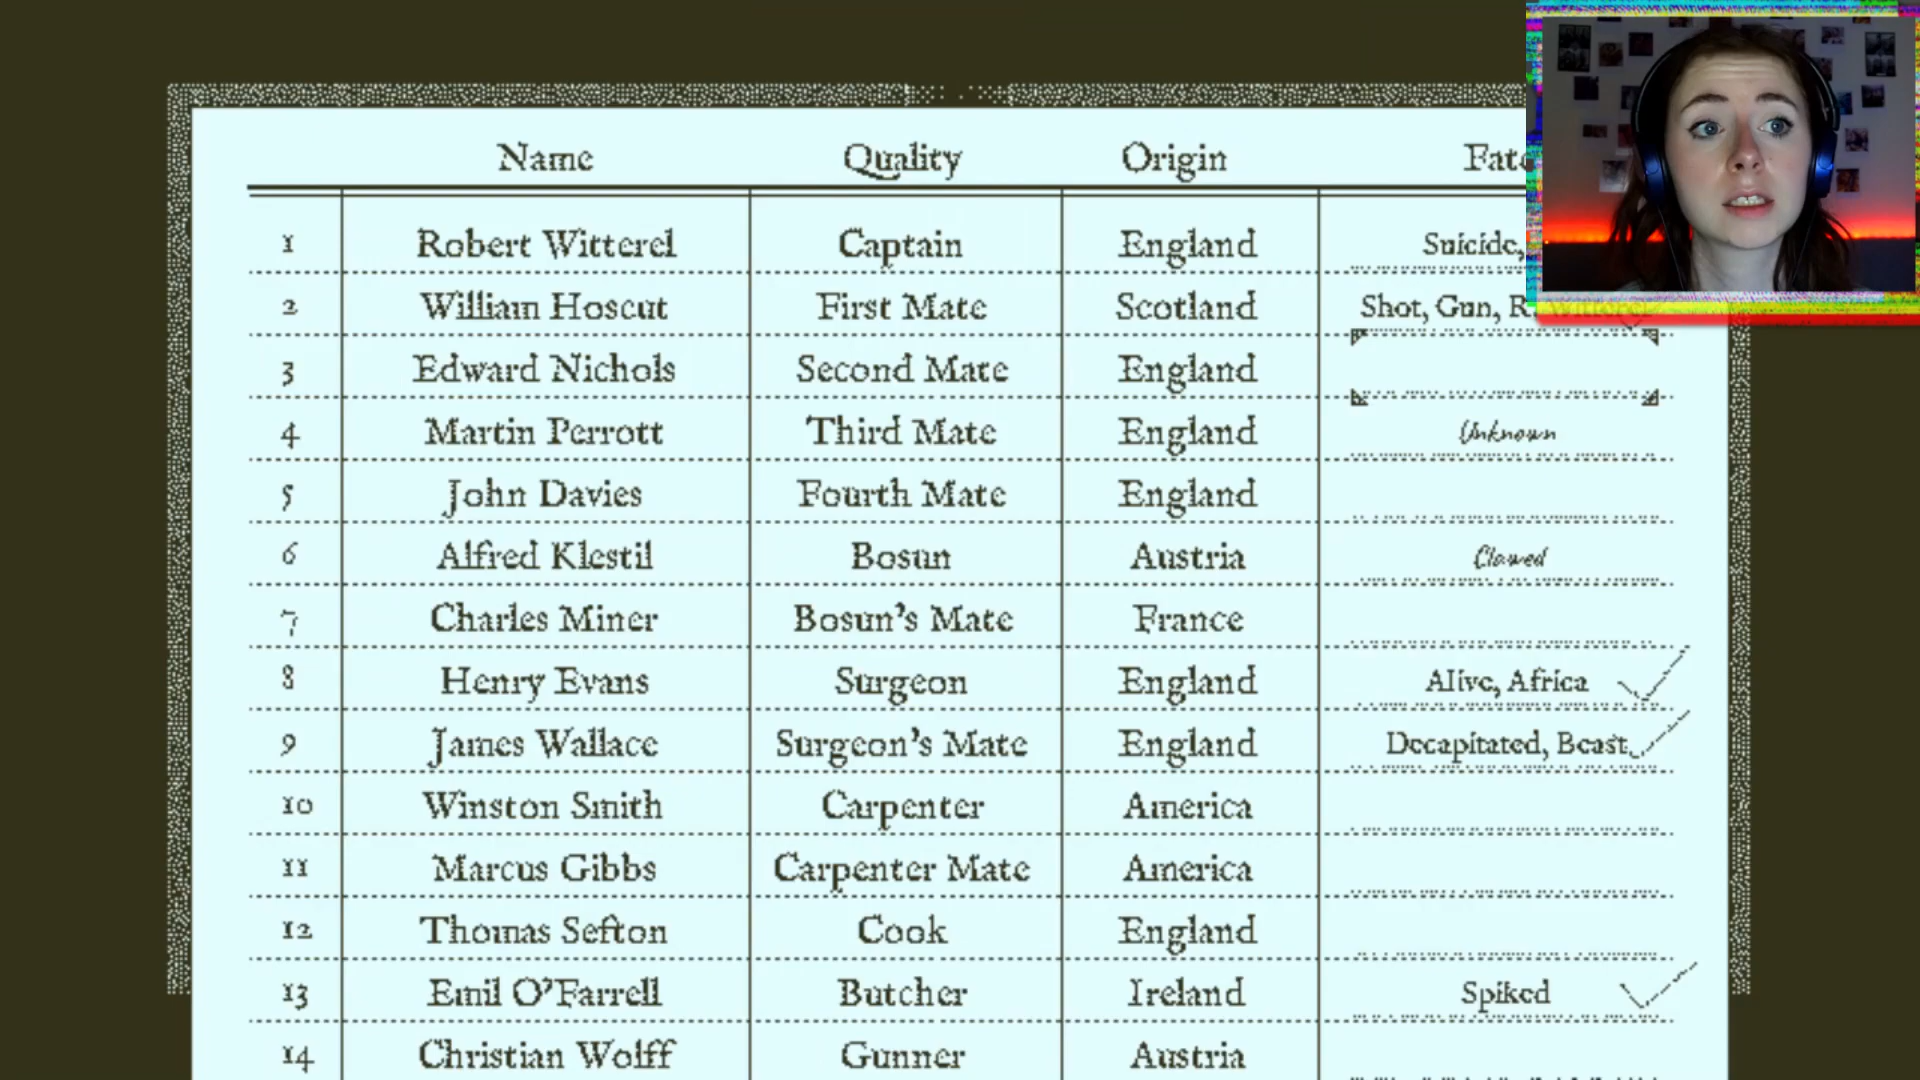 Name Quality Origin Fate
1 Robert Witterel Captain England Suicide,
2 William Hoscut First Mate Scotland Shot, Gun, R. Witterel
3 Edward Nichols Second Mate England
4 Martin Perrott Third Mate England Unknown
5 John Davies Fourth Mate England
6 Alfred Klestil Bosun Austria Clawed
7 Charles Miner Bosun's Mate France
8 Henry Evans Surgeon England Alive, Africa
9 James Wallace Surgeon's Mate England Decapitated, Beast
10 Winston Smith Carpenter America
11 Marcus Gibbs Carpenter Mate America
12 Thomas Sefton Cook England
13 Emil O'Farrell Butcher Ireland Spiked
14 Christian Wolff Gunner Austria